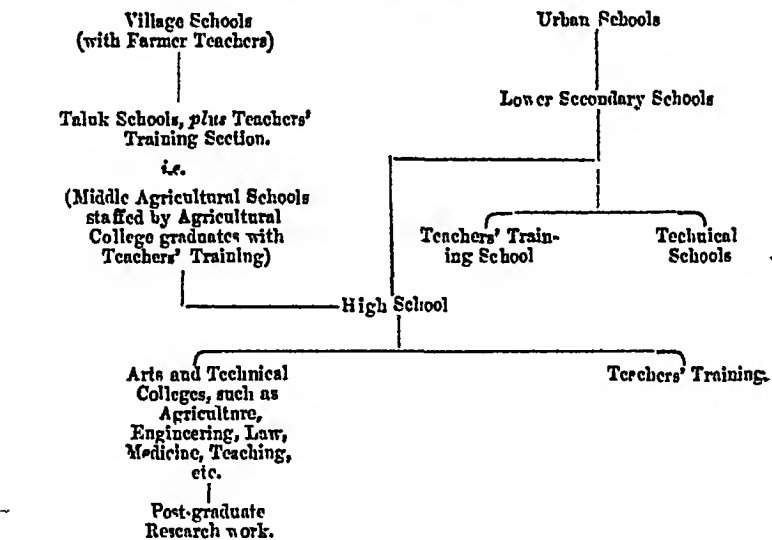 Village Schools
(with Farmer Teachers)
Urban Schools
Lower Secondary Schools
Taluk Schools, plus Teachers'
Training Section.
i.e.
(Middle Agricultural Schools
staffed by Agricultural
College graduates with
Teachers' Training)
Teachers' Train-
ing School
Technical
Schools
High School
Arts and Technical
Colleges, such as
Agriculture,
Engineering, Law,
Medicine, Teaching,
etc.
Teachers' Training.
Post-graduate
Research work.